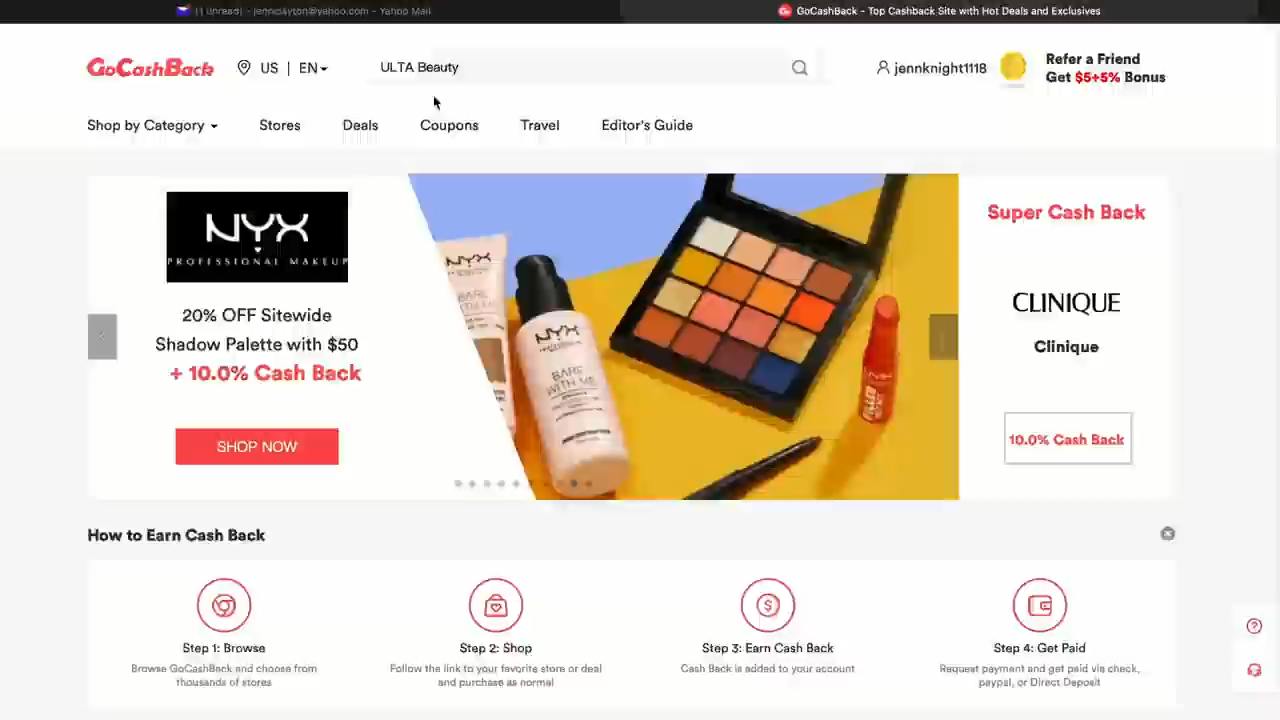 - Yahoo Mail
GoCashBack - Top Cashback Site with Hot Deals and Exclusives
GoCashBack
US | EN
ULTA Beauty
jennknight1118
Refer a Friend
Get $5+5% Bonus
Shop by Category
Stores
Deals
Coupons
Travel
Editor's Guide
NYX
PROFESSIONAL MAKEUP
20% OFF Sitewide
Shadow Palette with $50
+ 10.0% Cash Back
SHOP NOW
NYX
BARE
NYX
BARE
WITH ME
Super Cash Back
CLINIQUE
Clinique
10.0% Cash Back
How to Earn Cash Back
Step 1: Browse
Browse GoCashBack and choose from
thousands of stores
Step 2: Shop
Follow the link to your favorite store or deal
and purchase as normal
Step 3: Earn Cash Back
Cash Back is added to your account
Step 4: Get Paid
Request payment and get paid via check,
paypal, or Direct Deposit